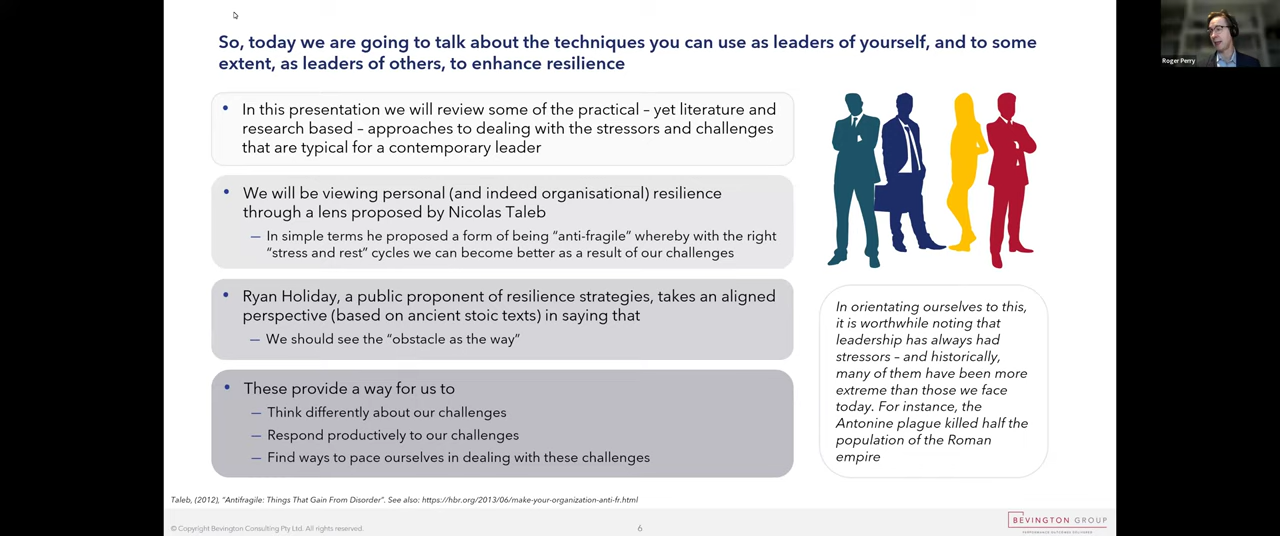 So, today we are going to talk about the techniques you can use as leaders of yourself, and to some
extent, as leaders of others, to enhance resilience
• In this presentation we will review some of the practical – yet literature and
research based – approaches to dealing with the stressors and challenges
that are typical for a contemporary leader
• We will be viewing personal (and indeed organisational) resilience
through a lens proposed by Nicolas Taleb
— In simple terms he proposed a form of being "anti-fragile" whereby with the right
"stress and rest" cycles we can become better as a result of our challenges
• Ryan Holiday, a public proponent of resilience strategies, takes an aligned
perspective (based on ancient stoic texts) in saying that
— We should see the "obstacle as the way"
• These provide a way for us to
— Think differently about our challenges
— Respond productively to our challenges
— Find ways to pace ourselves in dealing with these challenges
In orientating ourselves to this,
it is worthwhile noting that
leadership has always had
stressors – and historically,
many of them have been more
extreme than those we face
today. For instance, the
Antonine plague killed half the
population of the Roman
empire
Taleb, (2012), "Antifragile: Things That Gain From Disorder". See also: https://hbr.org/2013/06/make-your-organization-anti-fr.html
© Copyright Bevington Consulting Pty Ltd. All rights reserved.
6
BEVINGTON GROUP
Roger Perry